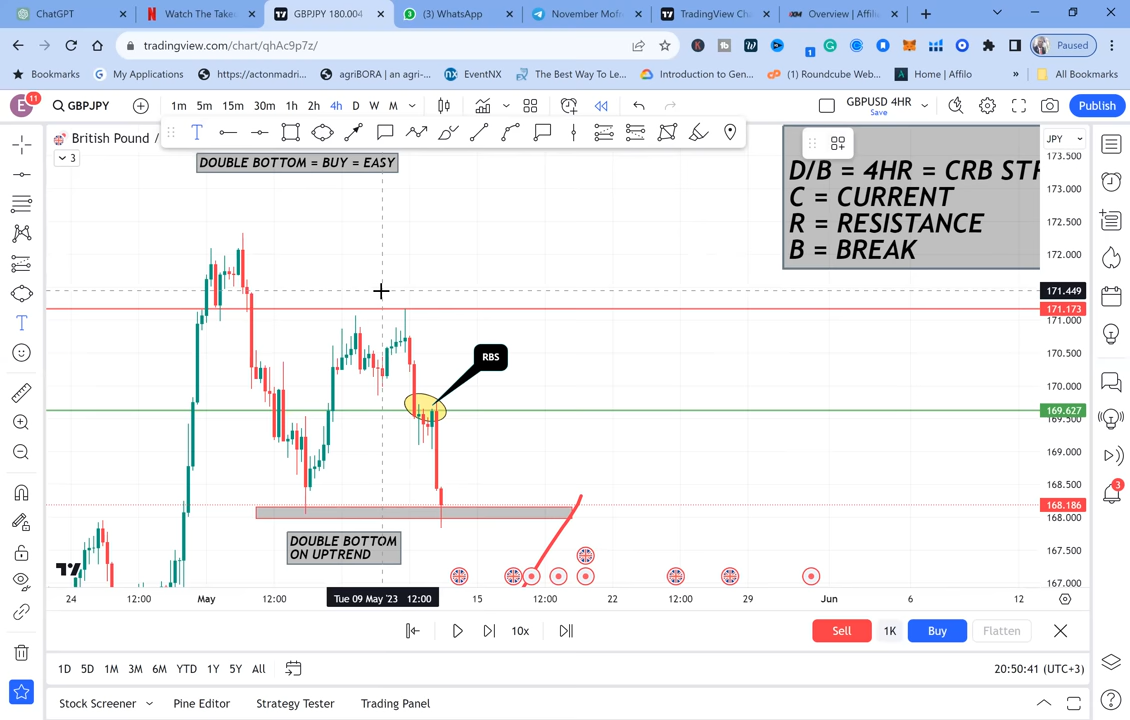 ChatGPT
Watch The Takes
GBPJPY 180.004
(3) WhatsApp
November Mofr
TradingView Ch
Overview | Affili
tradingview.com/chart/qhAc9p7z/
1
Paused
Bookmarks
My Applications
https://actonmadri...
agriBORA | an agri-...
EventNX
The Best Way To Le...
Introduction to Gen...
(1) Roundcube Web...
Home | Affilo
»
All Bookmarks
E
11
GBPJPY
1m 5m 15m 30m 1h 2h 4h D W M
GBPUSD 4HR
Save
Publish
British Pound /
3
DOUBLE BOTTOM = BUY = EASY
D/B = 4HR = CRB STR
C = CURRENT
R = RESISTANCE
B = BREAK
JPY
173.500
173.000
172.500
172.000
171.449
171.173
171.000
170.500
170.000
169.627
169.500
169.000
168.500
168.186
168.000
167.500
167.000
RBS
DOUBLE BOTTOM
ON UPTREND
3
24 12:00 May 12:00 Tue 09 May '23 12:00 15 12:00 22 12:00 29 Jun 6 12
10x
Sell 1K Buy Flatten
1D 5D 1M 3M 6M YTD 1Y 5Y All
20:50:41 (UTC+3)
Stock Screener Pine Editor Strategy Tester Trading Panel